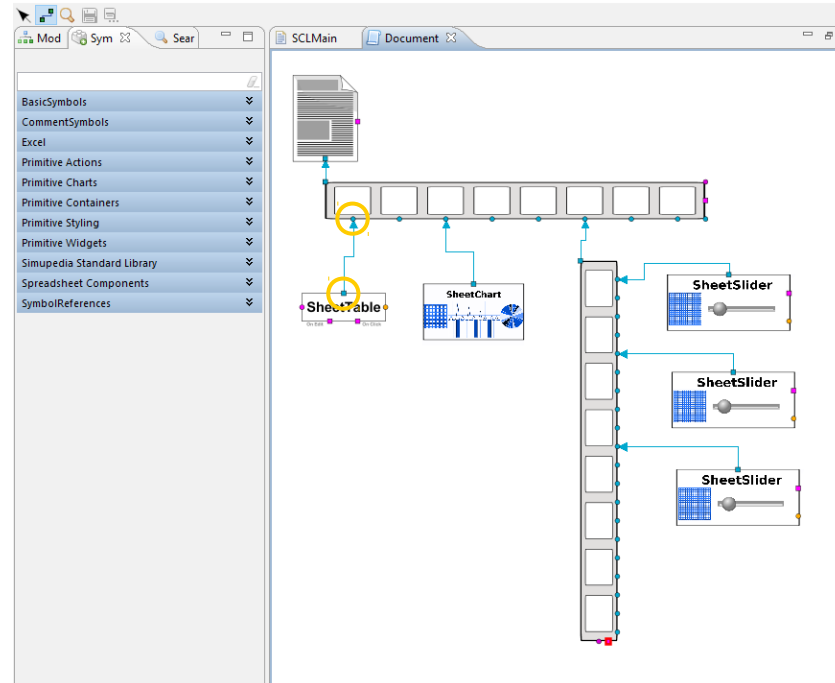 Mod
Sym
Sear
SCLMain
Document
BasicSymbols
CommentSymbols
Excel
Primitive Actions
Primitive Charts
Primitive Containers
Primitive Styling
Primitive Widgets
Simupedia Standard Library
Spreadsheet Components
SymbolReferences
SheetTable
SheetChart
SheetSlider
SheetSlider
SheetSlider